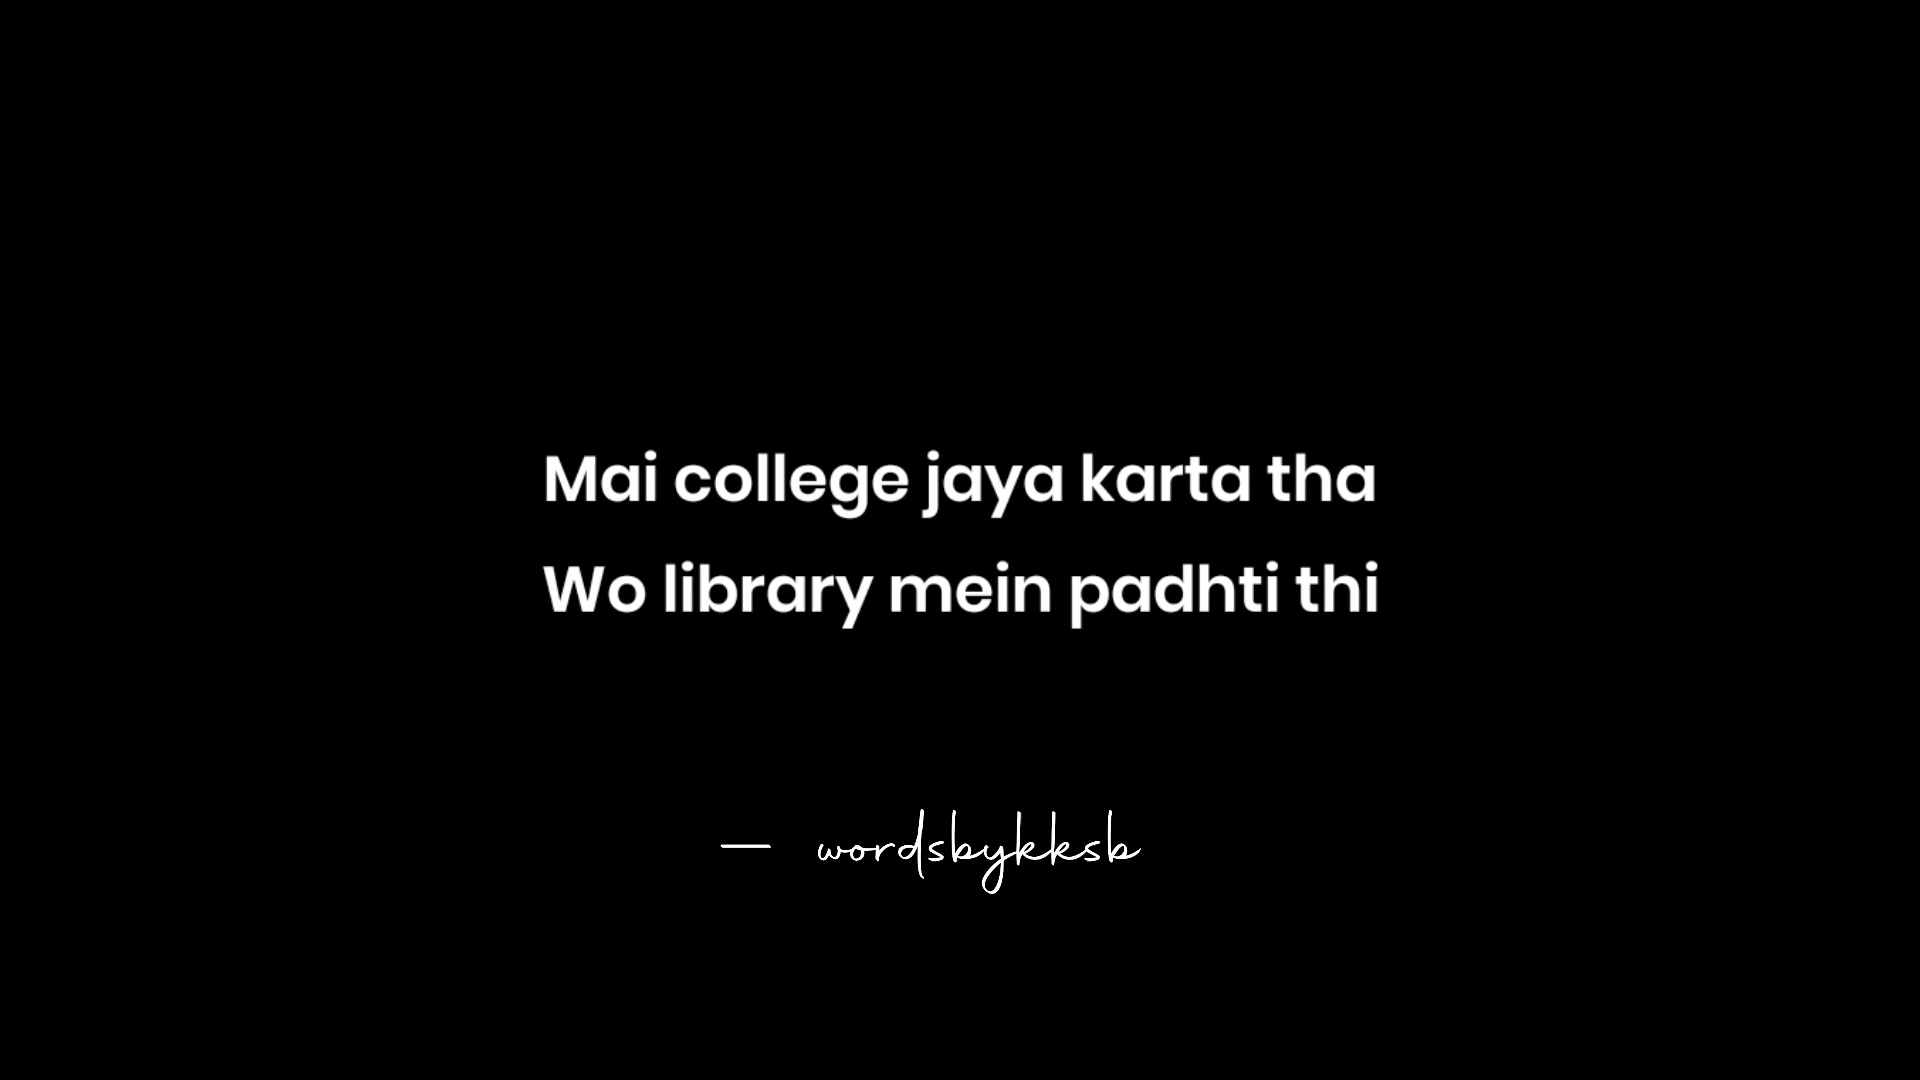 Mai college jaya karta tha
Wo library mein padhti thi
— wordsbykksb